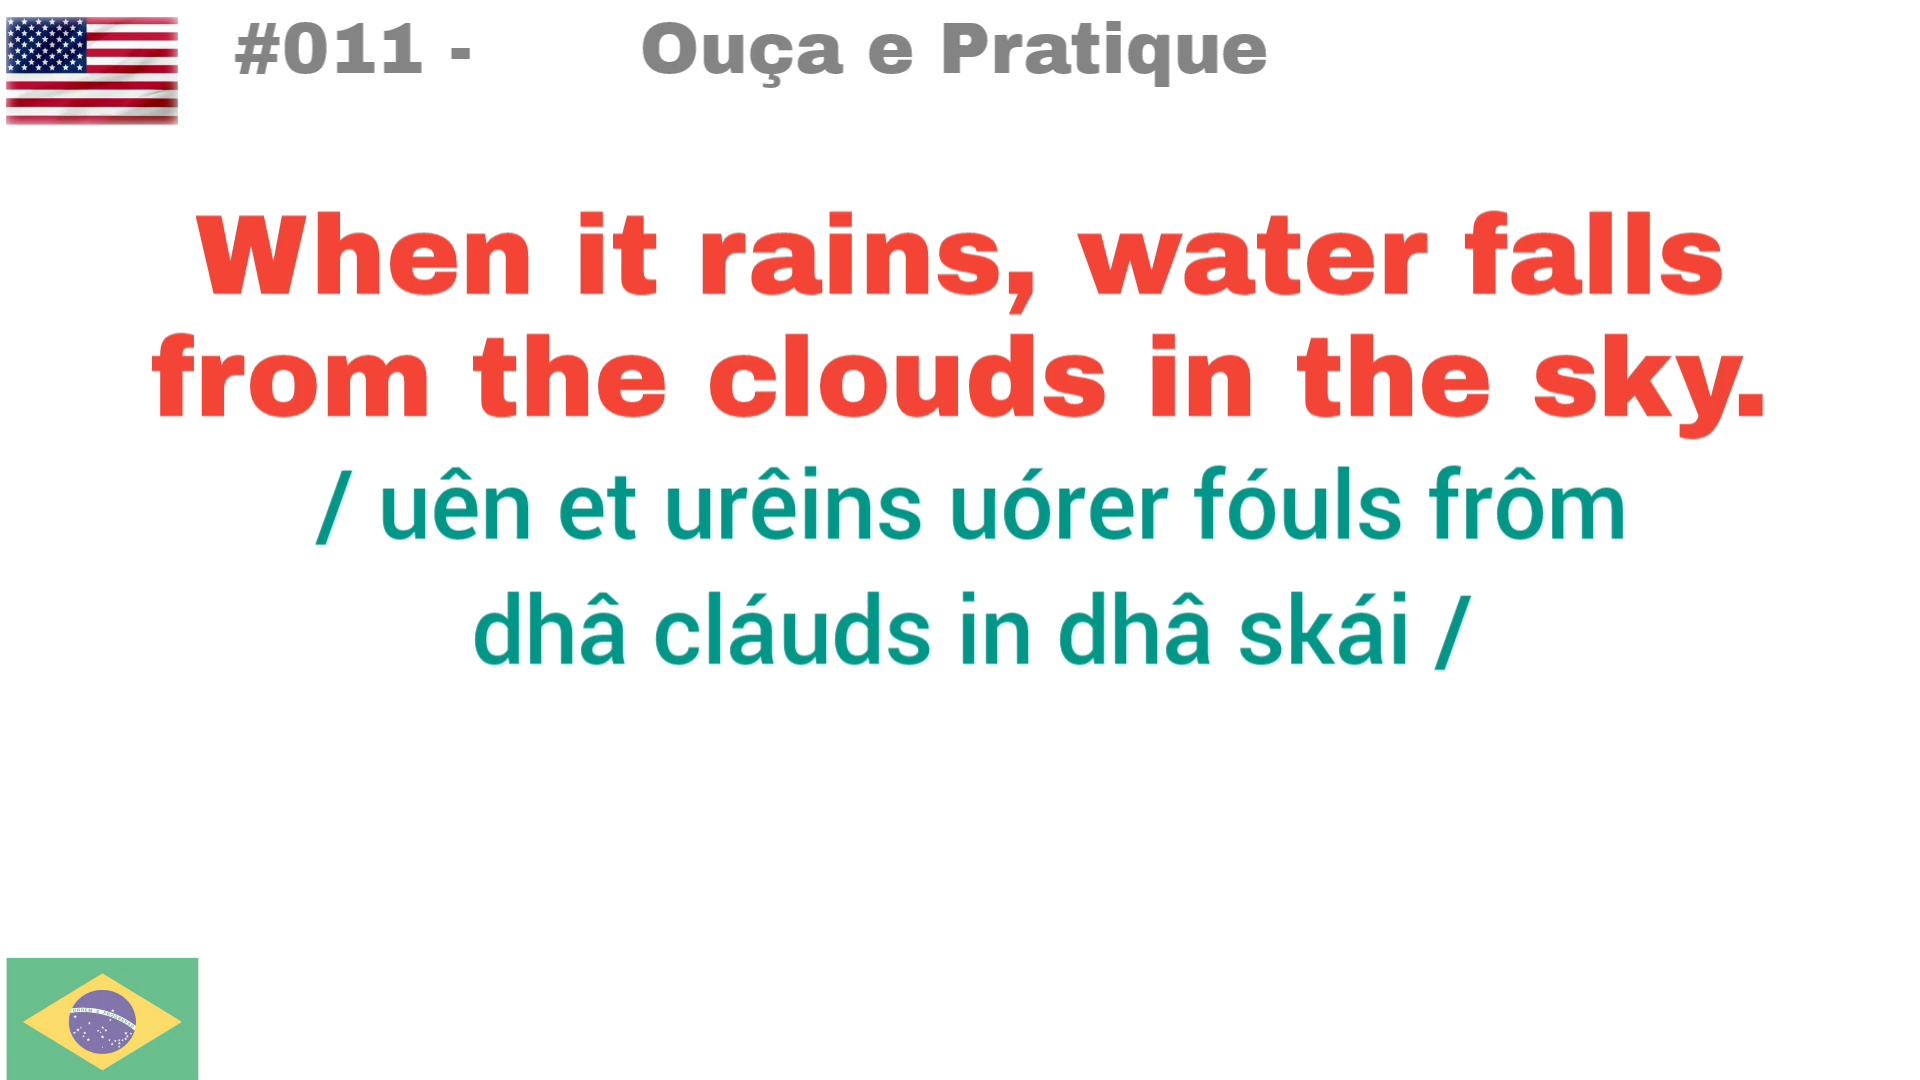 #011 - Ouça e Pratique
When it rains, water falls
from the clouds in the sky.
/ uên et urêins uórer fóuls frôm
dhâ cláuds in dhâ skái /